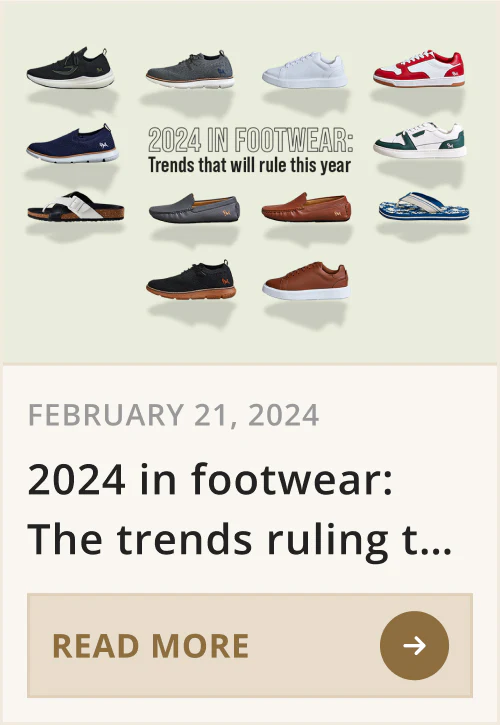 2024 IN FOOTWEAR:
Trends that will rule this year
FEBRUARY 21, 2024
2024 in footwear:
The trends ruling t...
READ MORE